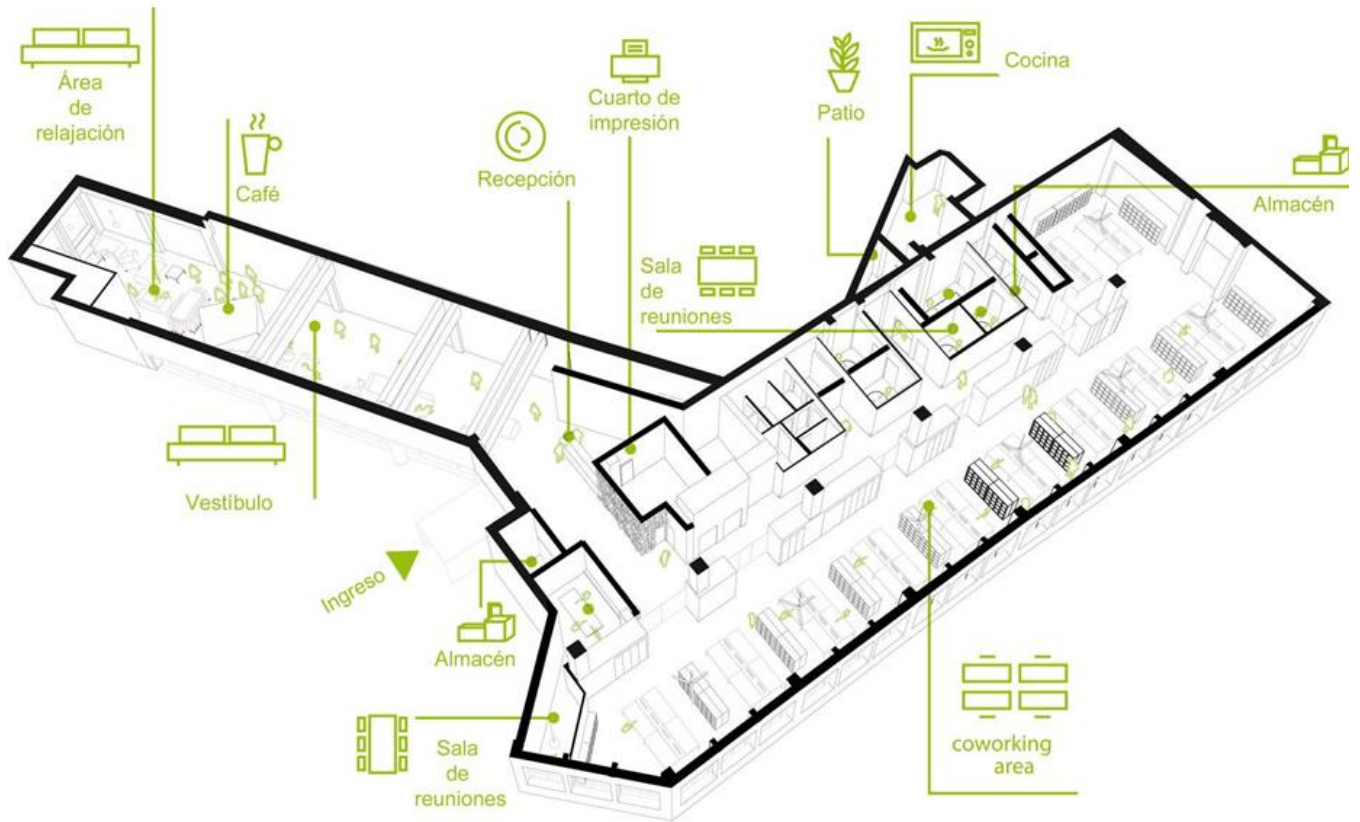 Área
de
relajación
Café
Recepción
Cuarto de
impresión
Patio
Cocina
Almacén
Sala
de
reuniones
Vestíbulo
Ingreso
Almacén
Sala
de
reuniones
coworking
area